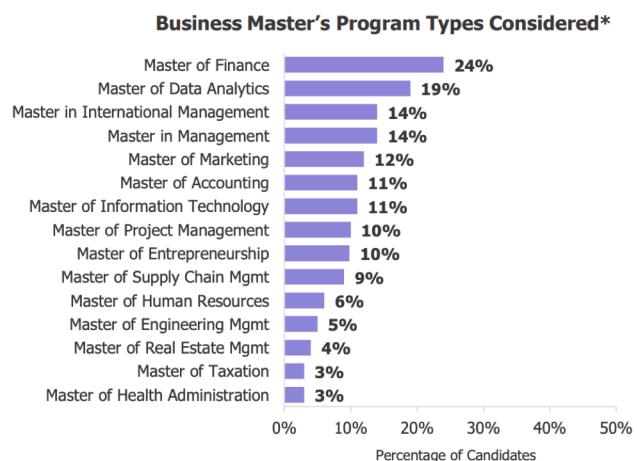 Business Master's Program Types Considered*
Master of Finance 24%
Master of Data Analytics 19%
Master in International Management 14%
Master in Management 14%
Master of Marketing 12%
Master of Accounting 11%
Master of Information Technology 11%
Master of Project Management 10%
Master of Entrepreneurship 10%
Master of Supply Chain Mgmt 9%
Master of Human Resources 6%
Master of Engineering Mgmt 5%
Master of Real Estate Mgmt 4%
Master of Taxation 3%
Master of Health Administration 3%
0% 10% 20% 30% 40% 50%
Percentage of Candidates